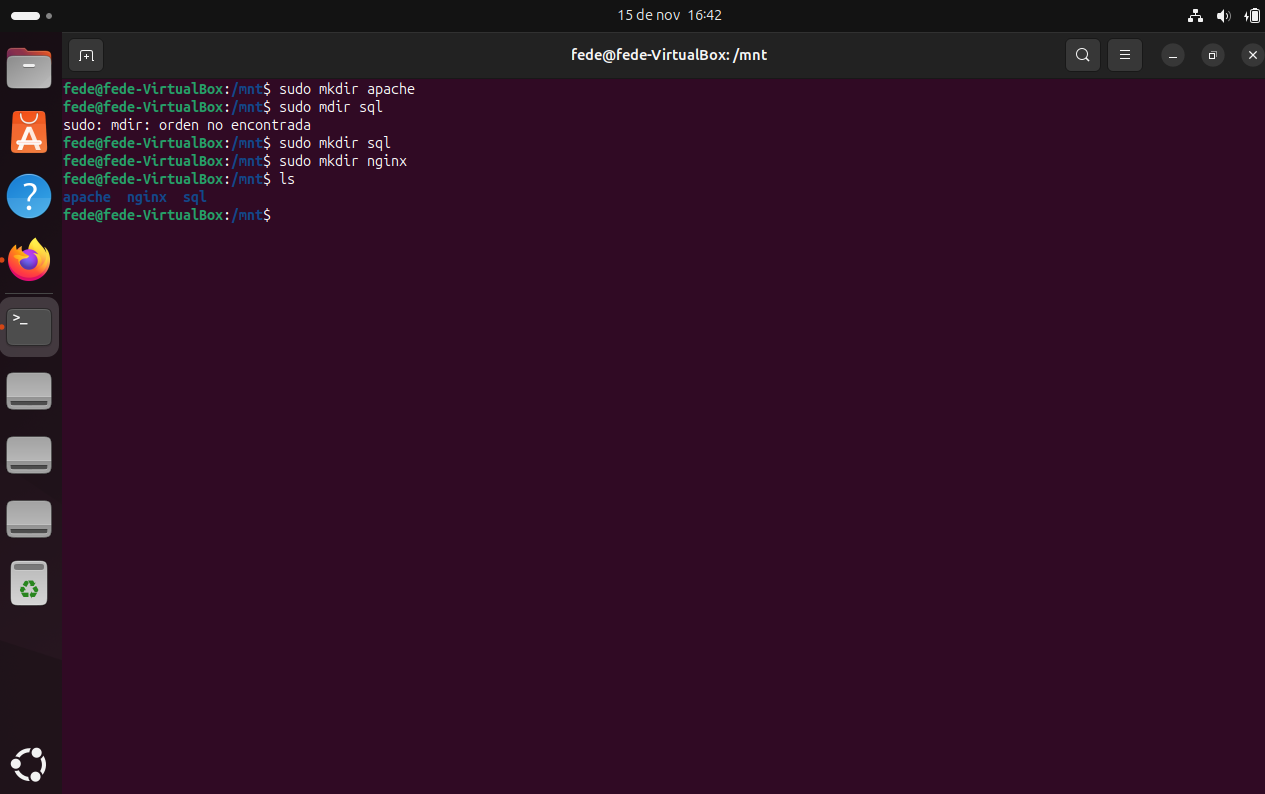 15 de nov 16:42
fede@fede-VirtualBox: /mnt
fede@fede-VirtualBox:/mnt$ sudo mkdir apache
fede@fede-VirtualBox:/mnt$ sudo mdir sql
sudo: mdir: orden no encontrada
fede@fede-VirtualBox:/mnt$ sudo mkdir sql
fede@fede-VirtualBox:/mnt$ sudo mkdir nginx
fede@fede-VirtualBox:/mnt$ ls
apache nginx sql
fede@fede-VirtualBox:/mnt$